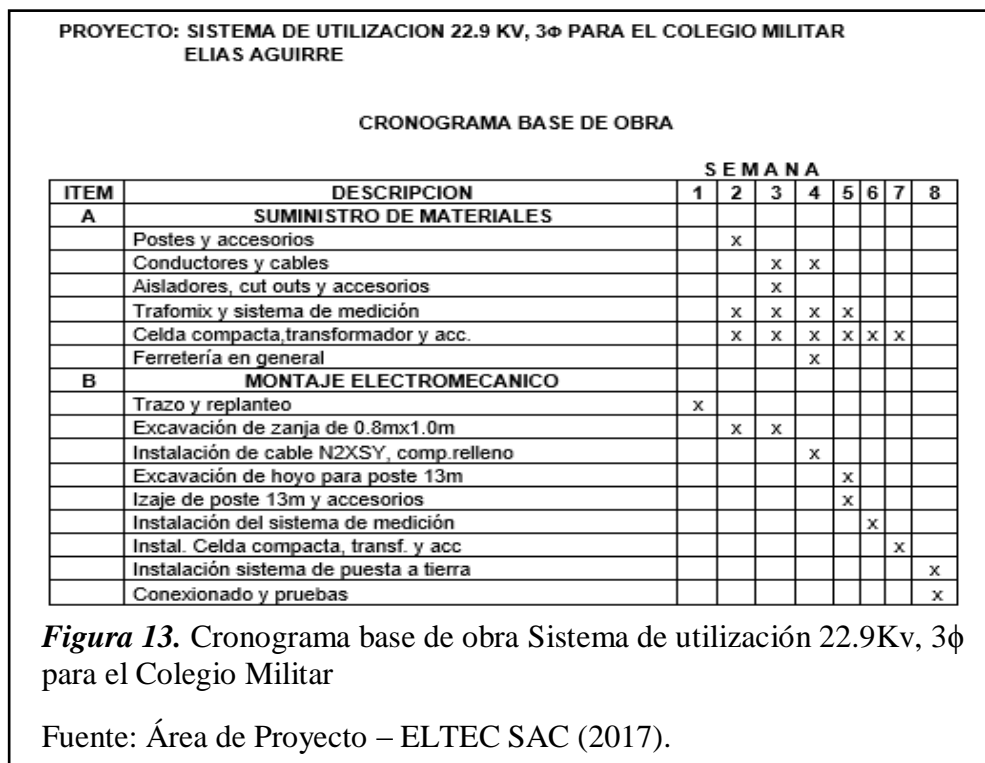 PROYECTO: SISTEMA DE UTILIZACION 22.9 KV, 3Φ PARA EL COLEGIO MILITAR
ELIAS AGUIRRE
CRONOGRAMA BASE DE OBRA
S E M A N A
ITEM DESCRIPCION 1 2 3 4 5 6 7 8
A SUMINISTRO DE MATERIALES
Postes y accesorios x
Conductores y cables x x
Aisladores, cut outs y accesorios x
Trafomix y sistema de medición x x x x
Celda compacta,transformador y acc. x x x x x x
Ferretería en general x
B MONTAJE ELECTROMECANICO
Trazo y replanteo x
Excavación de zanja de 0.8mx1.0m x x
Instalación de cable N2XSY, comp.relleno x
Excavación de hoyo para poste 13m x
Izaje de poste 13m y accesorios x
Instalación del sistema de medición x
Instal. Celda compacta, transf. y acc x
Instalación sistema de puesta a tierra x
Conexionado y pruebas x
Figura 13. Cronograma base de obra Sistema de utilización 22.9Kv, 3ϕ
para el Colegio Militar
Fuente: Área de Proyecto – ELTEC SAC (2017).